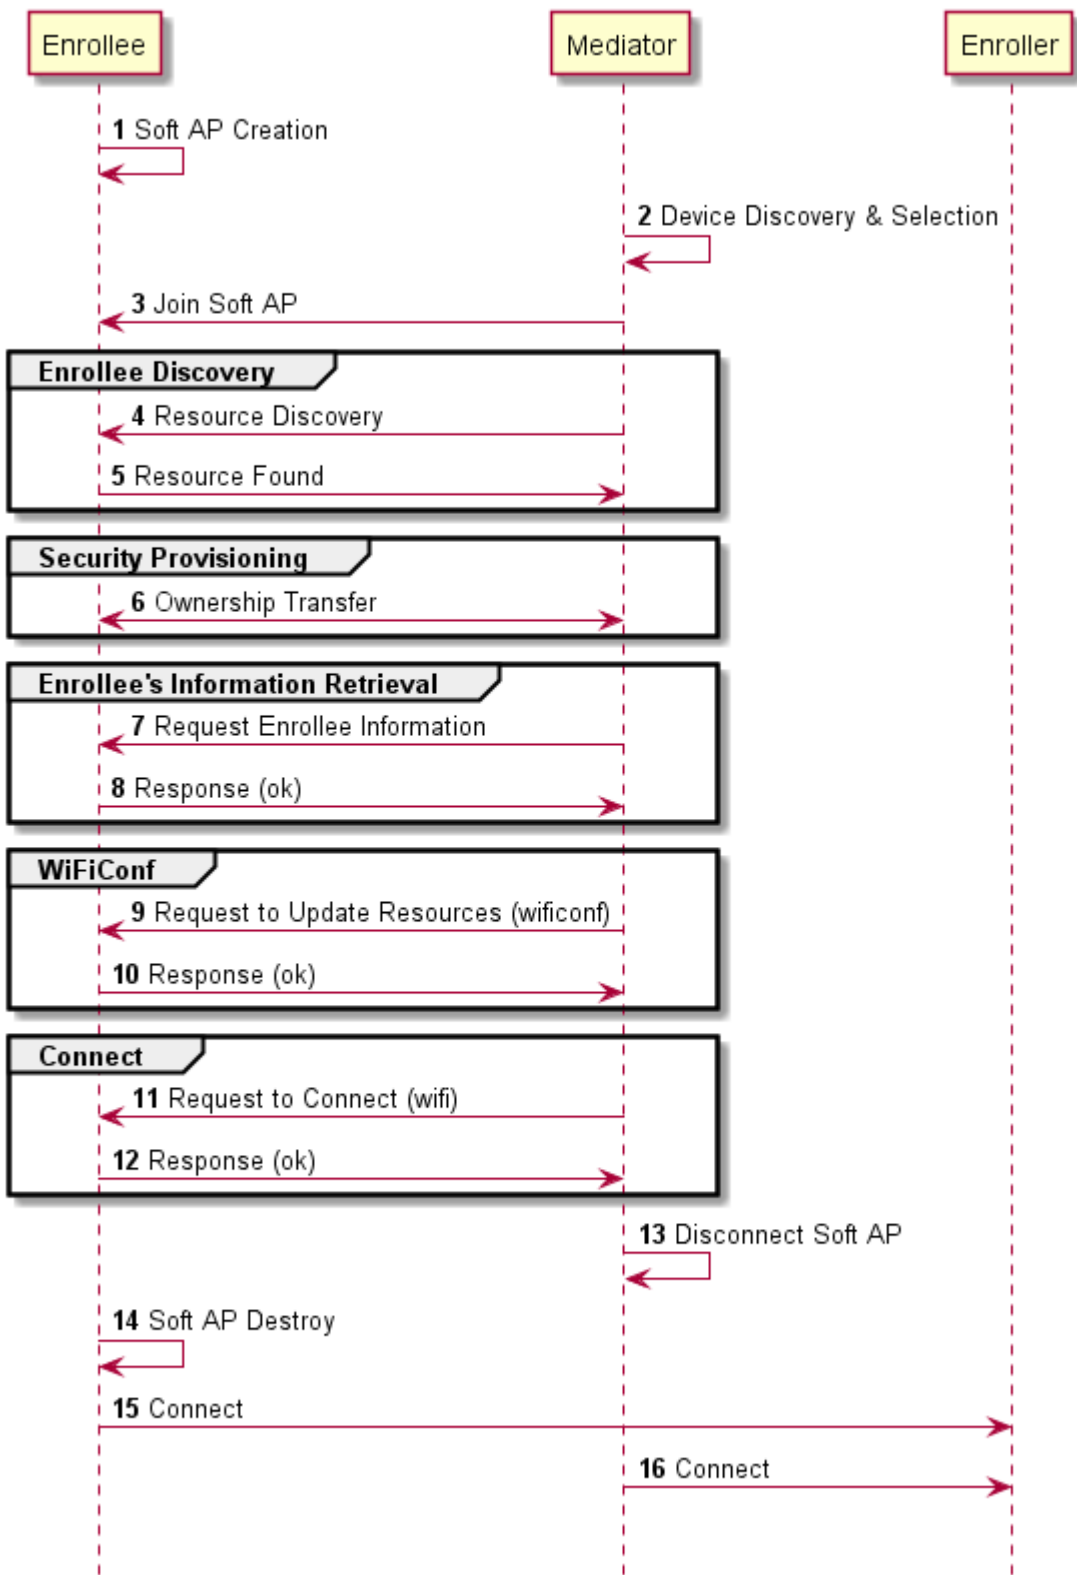 Enrollee Mediator Enroller
1 Soft AP Creation
2 Device Discovery & Selection
3 Join Soft AP
Enrollee Discovery
4 Resource Discovery
5 Resource Found
Security Provisioning
6 Ownership Transfer
Enrollee's Information Retrieval
7 Request Enrollee Information
8 Response (ok)
WiFiConf
9 Request to Update Resources (wificonf)
10 Response (ok)
Connect
11 Request to Connect (wifi)
12 Response (ok)
13 Disconnect Soft AP
14 Soft AP Destroy
15 Connect
16 Connect